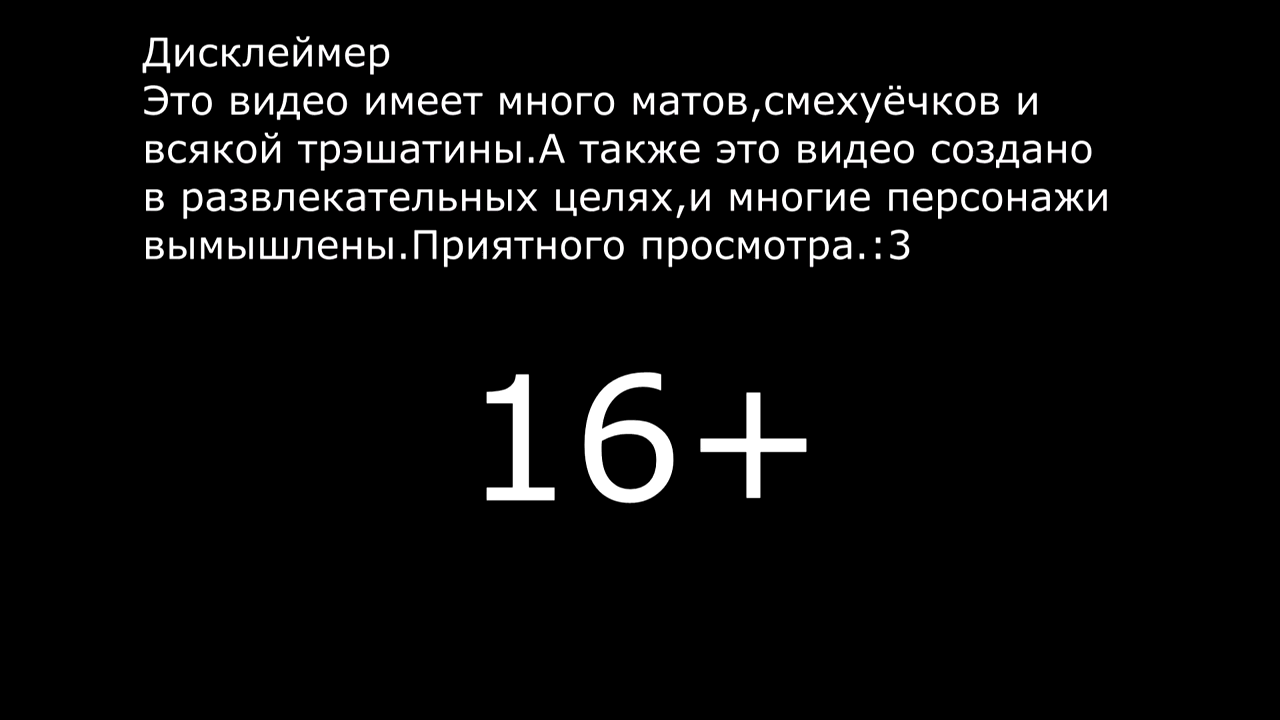 Дисклеймер
Это видео имеет много матов,смехуёчков и
всякой трэшатины.А также это видео создано
в развлекательных целях,и многие персонажи
вымышлены.Приятного просмотра.:3
16+